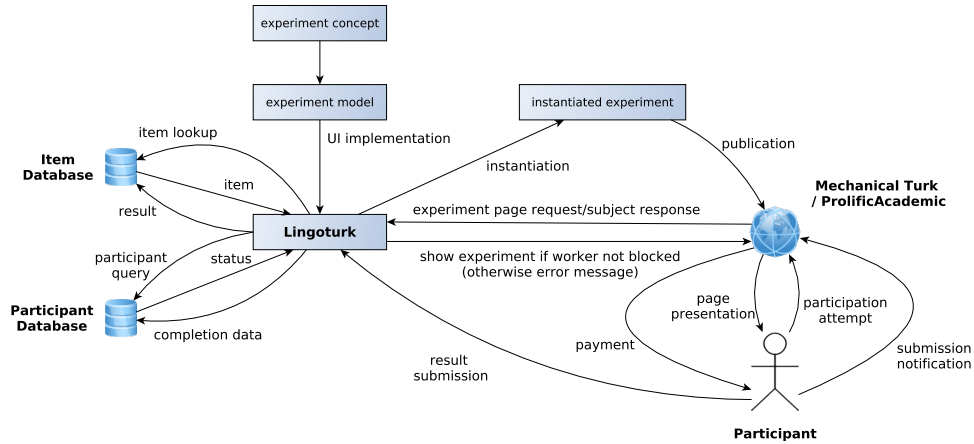 experiment concept
experiment model
instantiated experiment
UI implementation
item lookup
publication
Item
Database
instantiation
item
Mechanical Turk
/ ProlificAcademic
result
experiment page request/subject response
Lingoturk
participant
query
status
show experiment if worker not blocked
(otherwise error message)
Participant
Database
page
presentation
participation
attempt
completion data
payment
result
submission
submission
notification
Participant